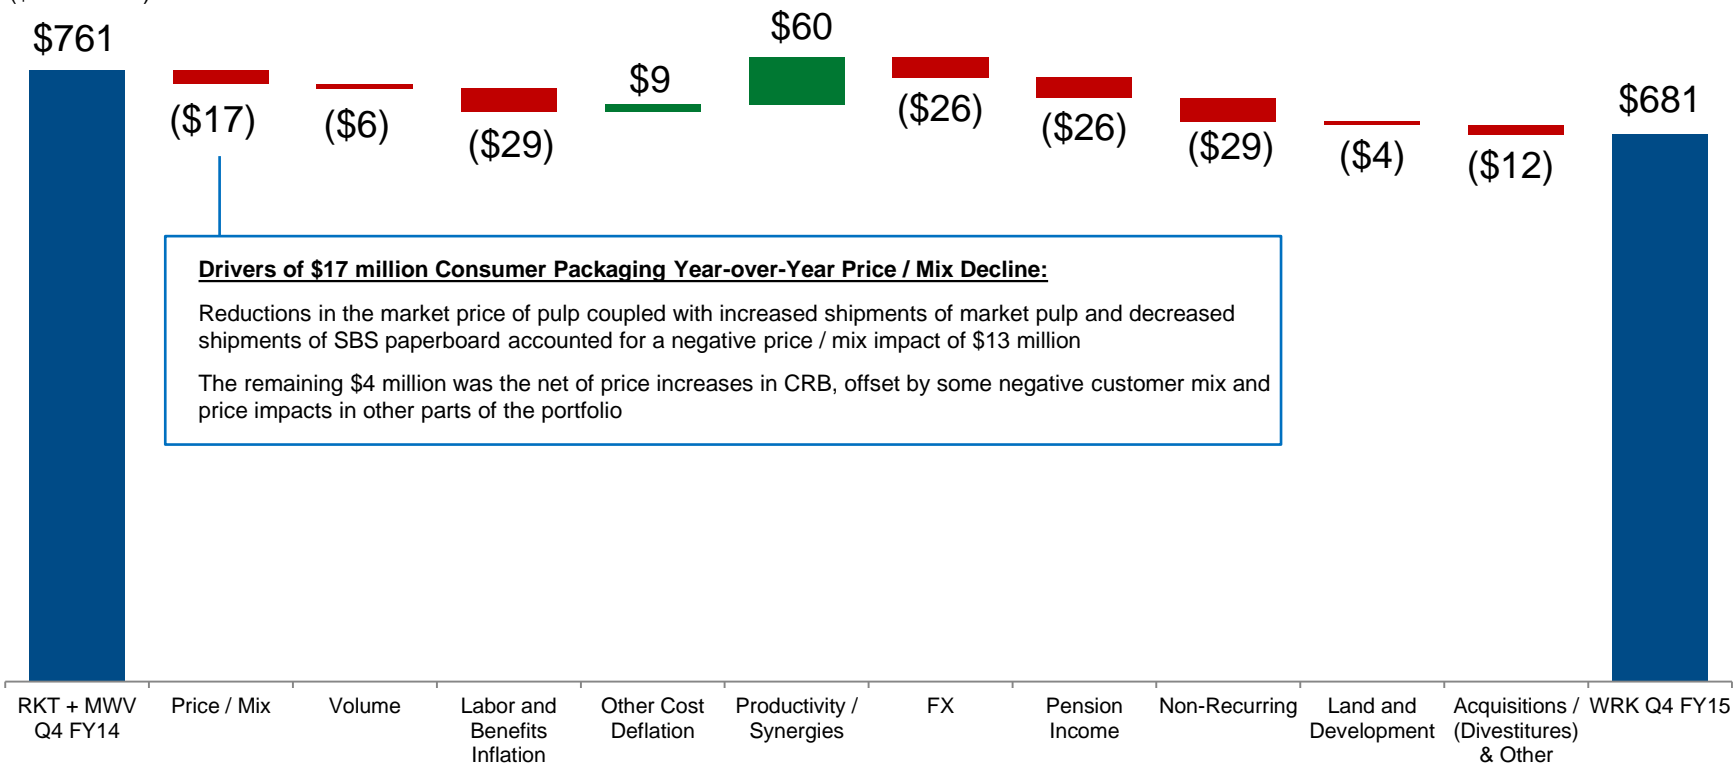 $761
($17)
($6)
($29)
$9
$60
($26)
($26)
($29)
($4)
($12)
$681
Drivers of $17 million Consumer Packaging Year-over-Year Price / Mix Decline:
Reductions in the market price of pulp coupled with increased shipments of market pulp and decreased
shipments of SBS paperboard accounted for a negative price / mix impact of $13 million
The remaining $4 million was the net of price increases in CRB, offset by some negative customer mix and
price impacts in other parts of the portfolio
RKT + MWV
Q4 FY14
Price / Mix
Volume
Labor and
Benefits
Inflation
Other Cost
Deflation
Productivity /
Synergies
FX
Pension
Income
Non-Recurring
Land and
Development
Acquisitions /
(Divestitures)
& Other
WRK Q4 FY15